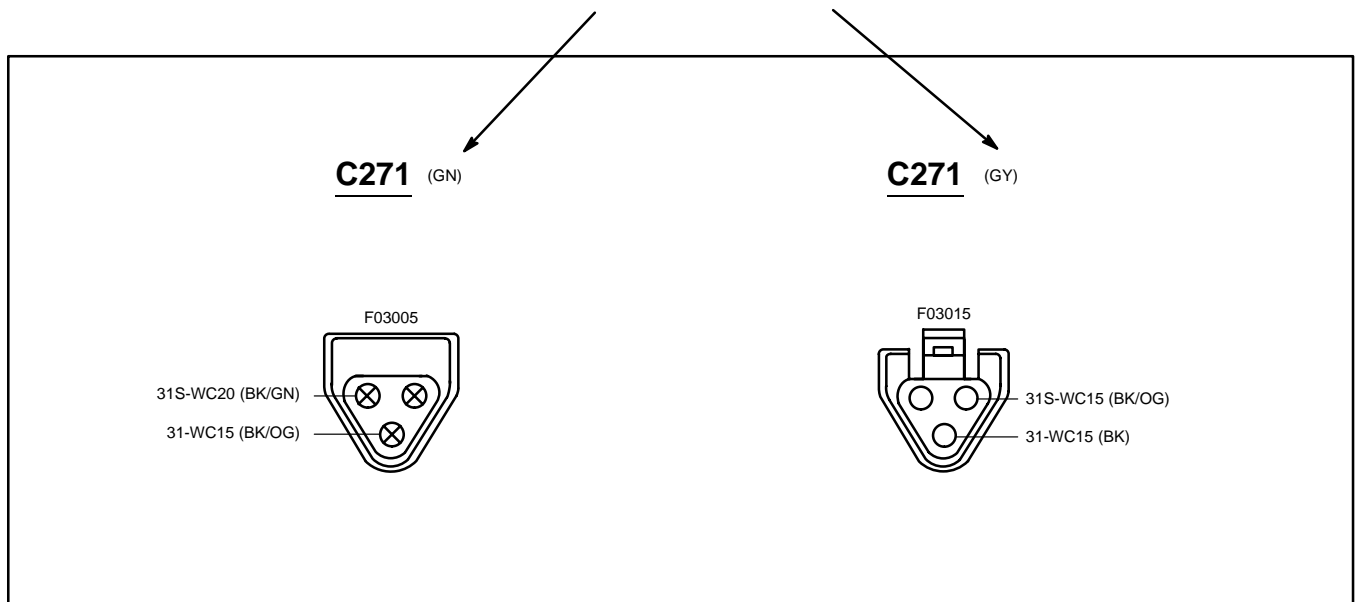 C271 (GN)
C271 (GY)
F03005
F03015
31S-WC20 (BK/GN)
31S-WC15 (BK/OG)
31-WC15 (BK/OG)
31-WC15 (BK)